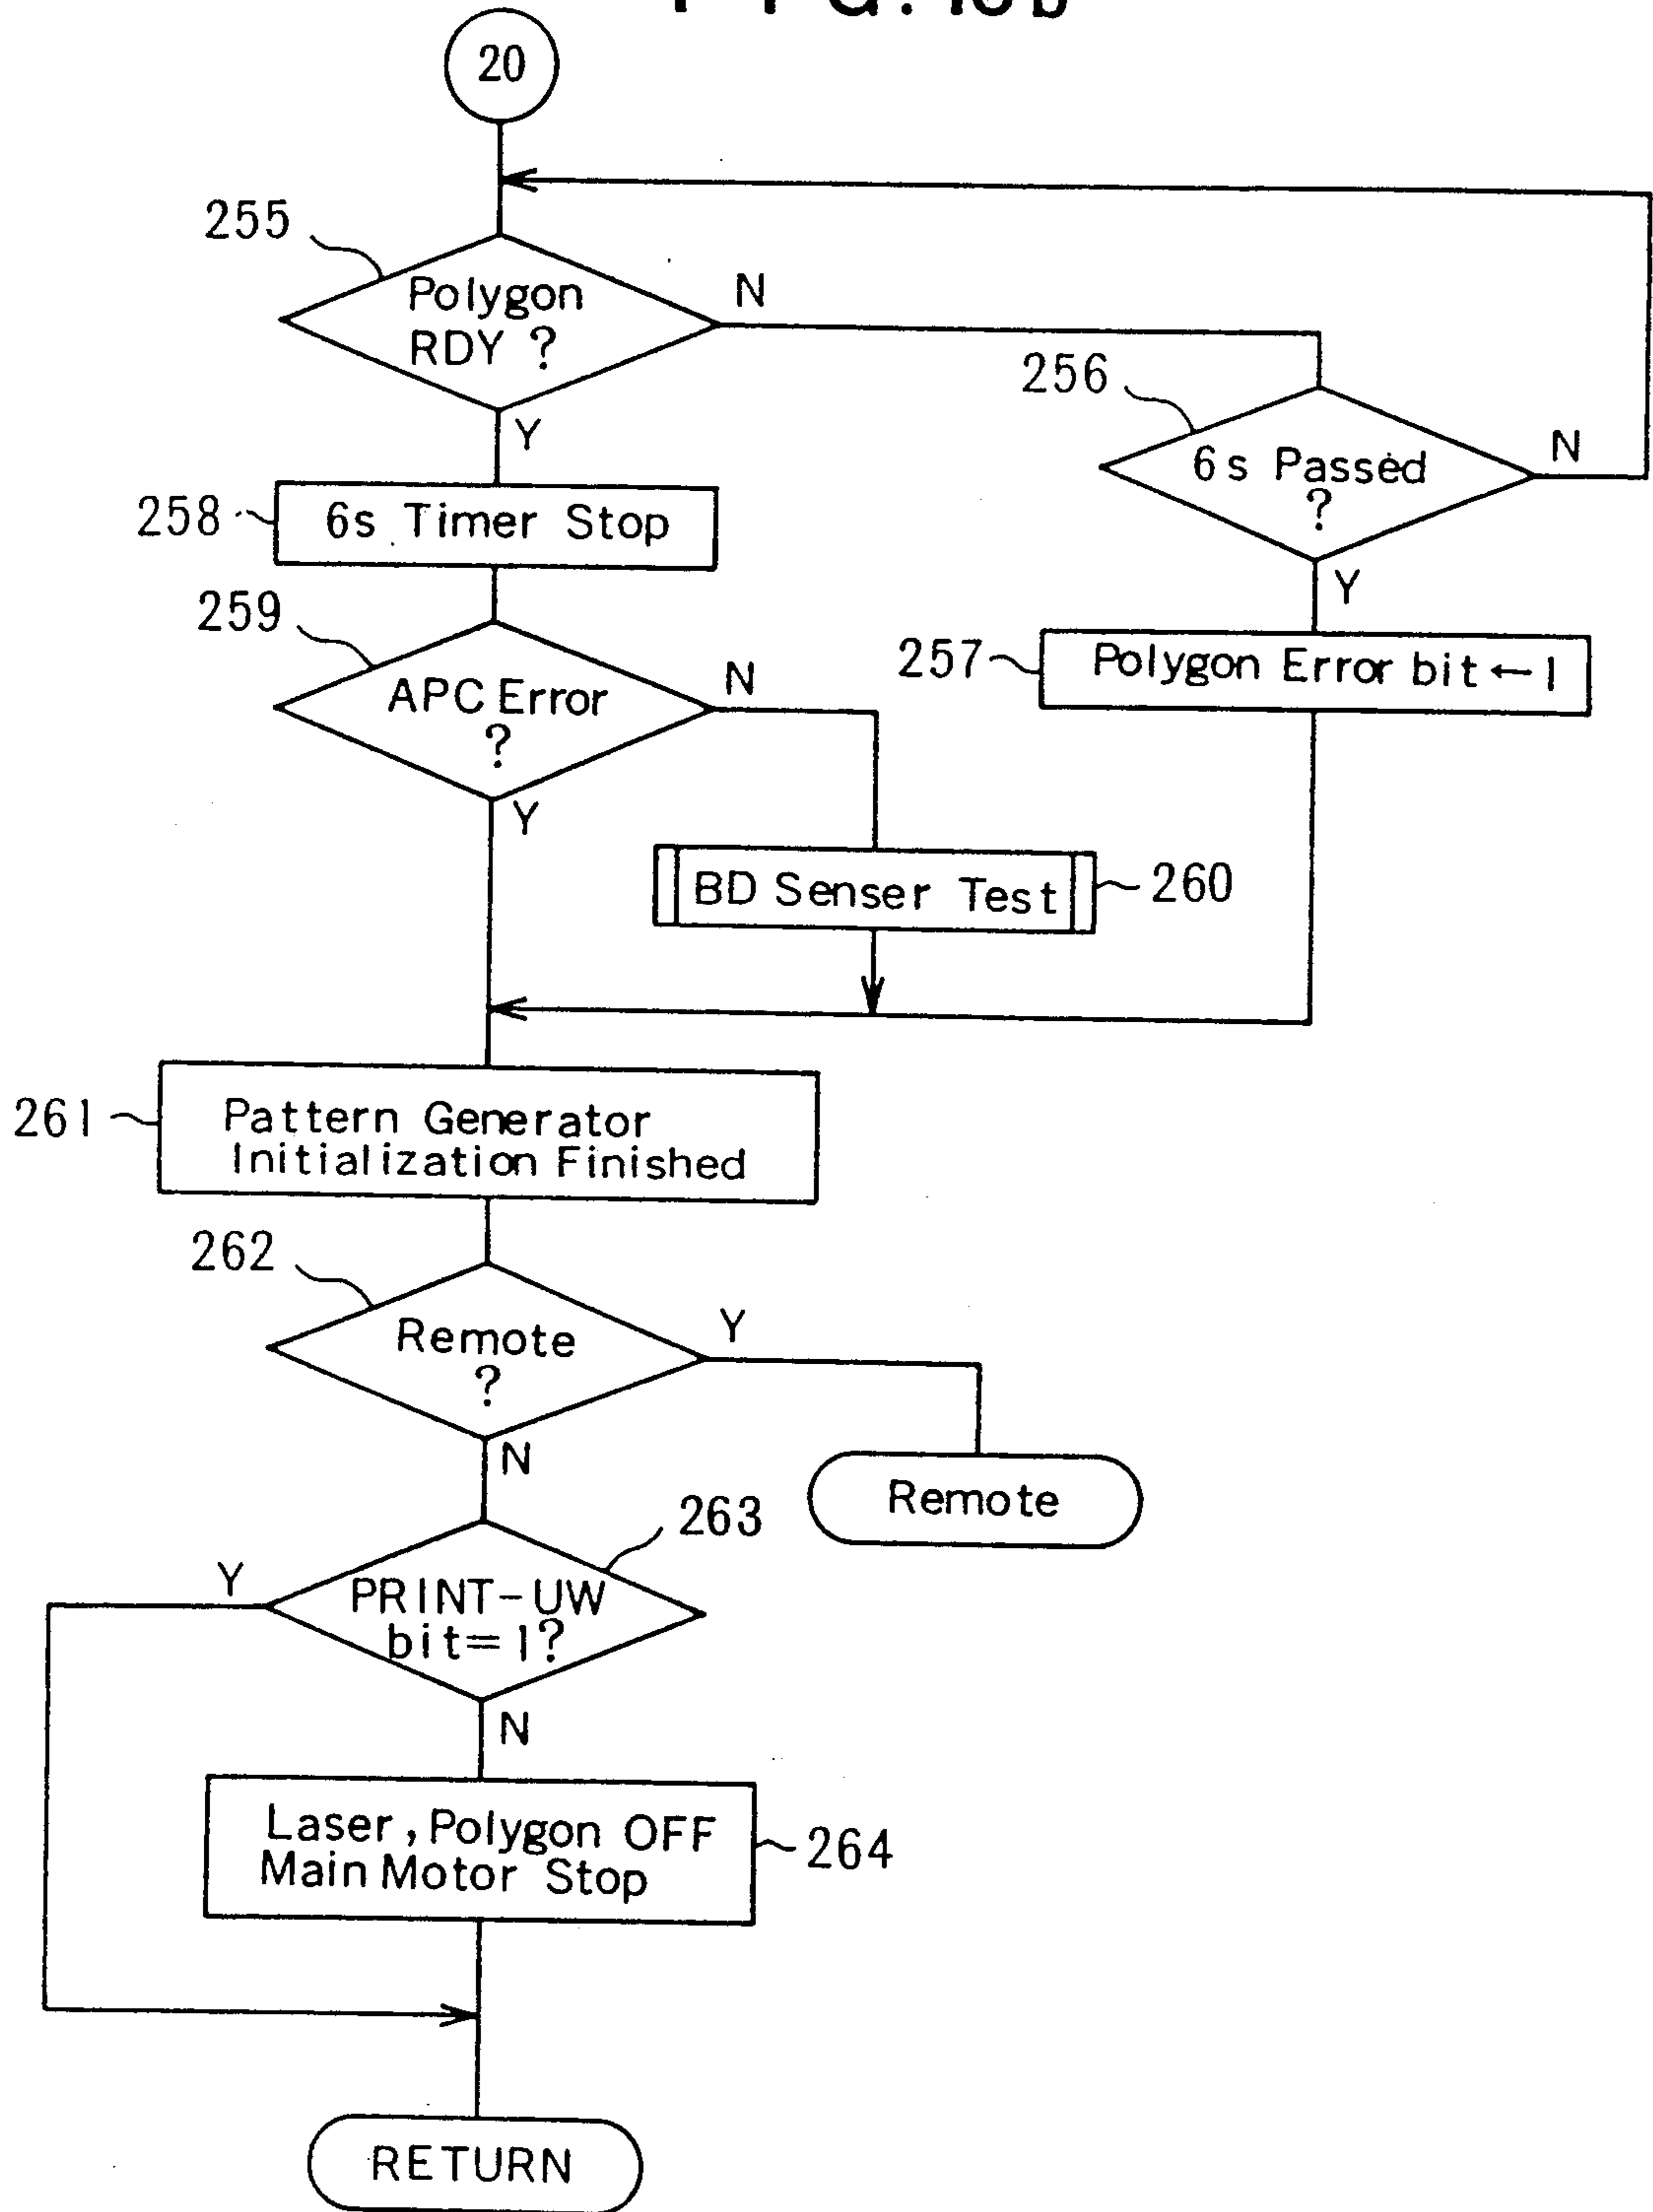 20
255
Polygon
RDY ?
N
Y
256
6s Passed
?
N
Y
258
6s Timer Stop
257
Polygon Error bit ← 1
259
APC Error
?
N
Y
BD Senser Test
260
261
Pattern Generator
Initialization Finished
262
Remote
?
Y
N
Remote
263
PRINT-UW
bit=1?
Y
N
Laser, Polygon OFF
Main Motor Stop
264
RETURN